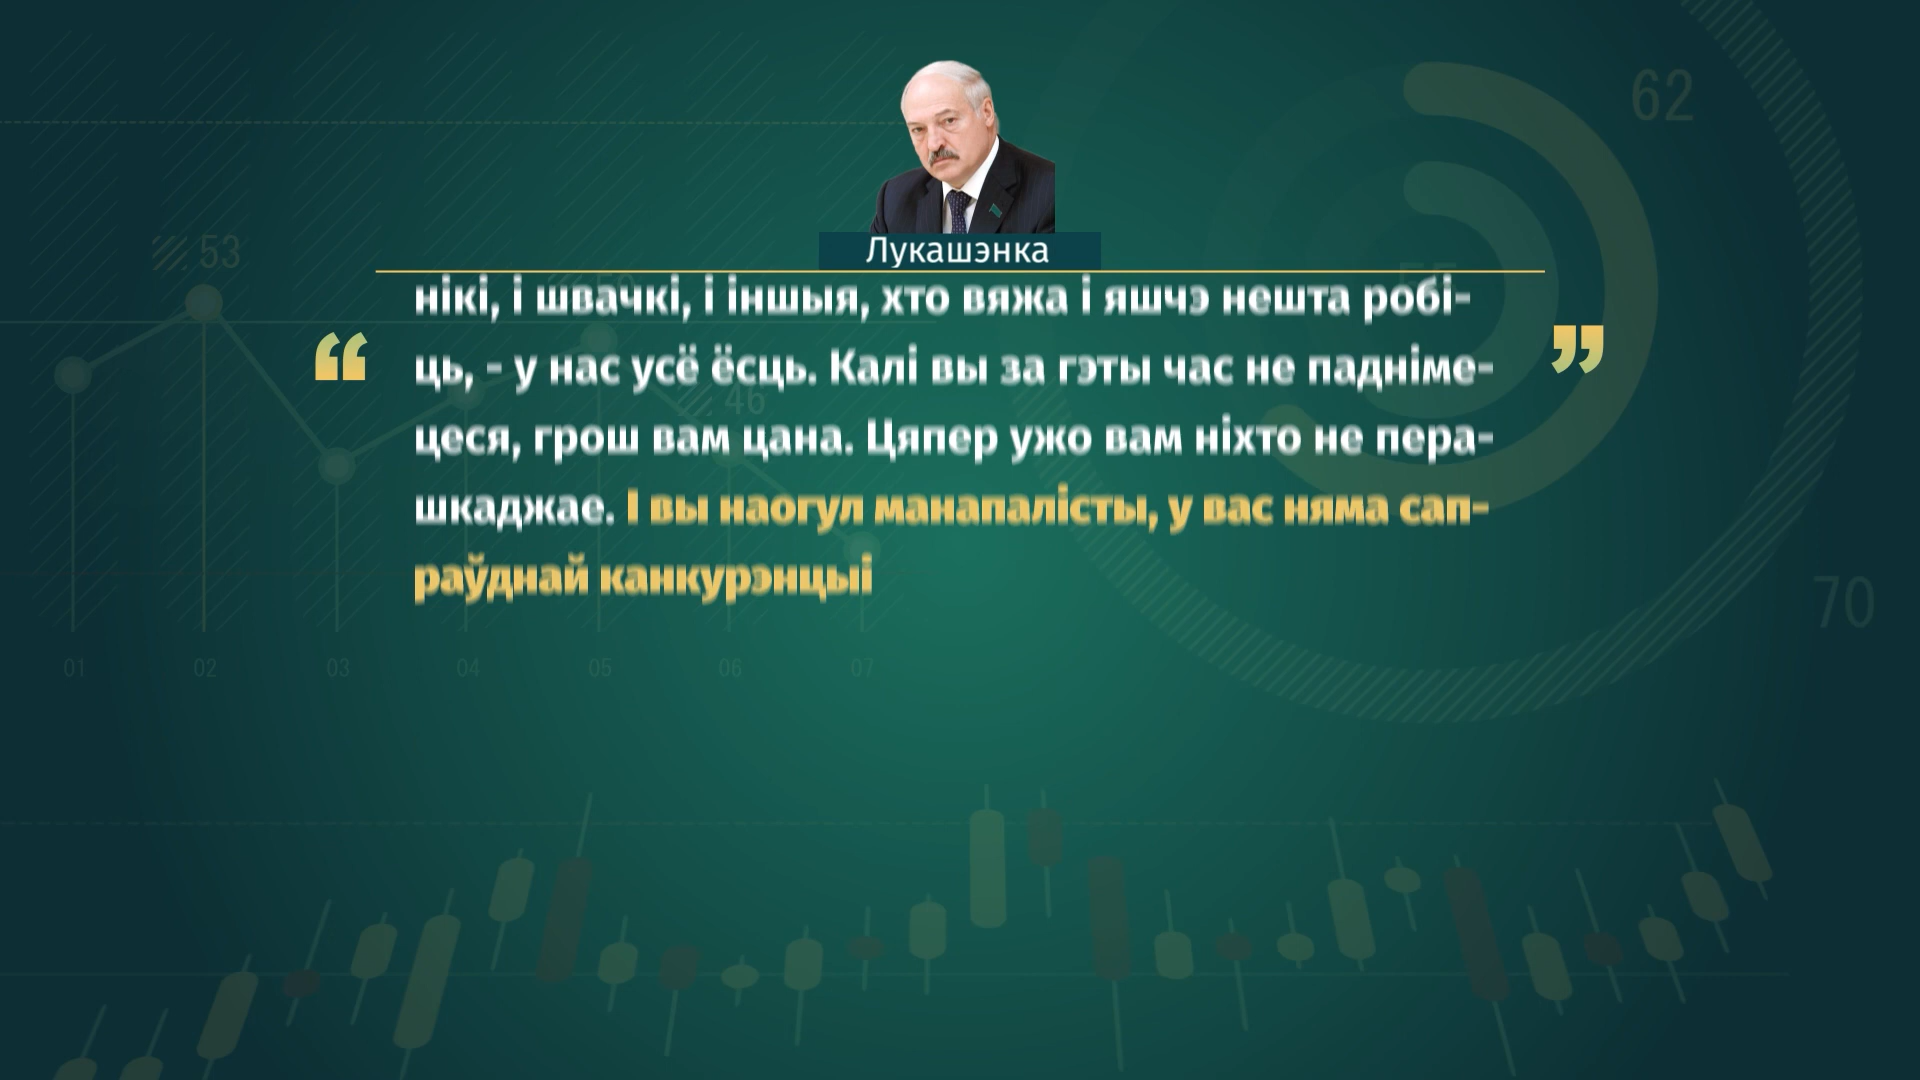 62
53
Лукашэнка
нікі, і швачкі, і іншыя, хто вяжа і яшчэ нешта робі-
“
ць, - у нас усё ёсць. Калі вы за гэты час не падніме-
”
46
цеся, грош вам цана. Цяпер ужо вам ніхто не пера-
шкаджае. І вы наогул манапалісты, у вас няма сап-
раўднай канкурэнцыі
70
01 02 03 04 05 06 07